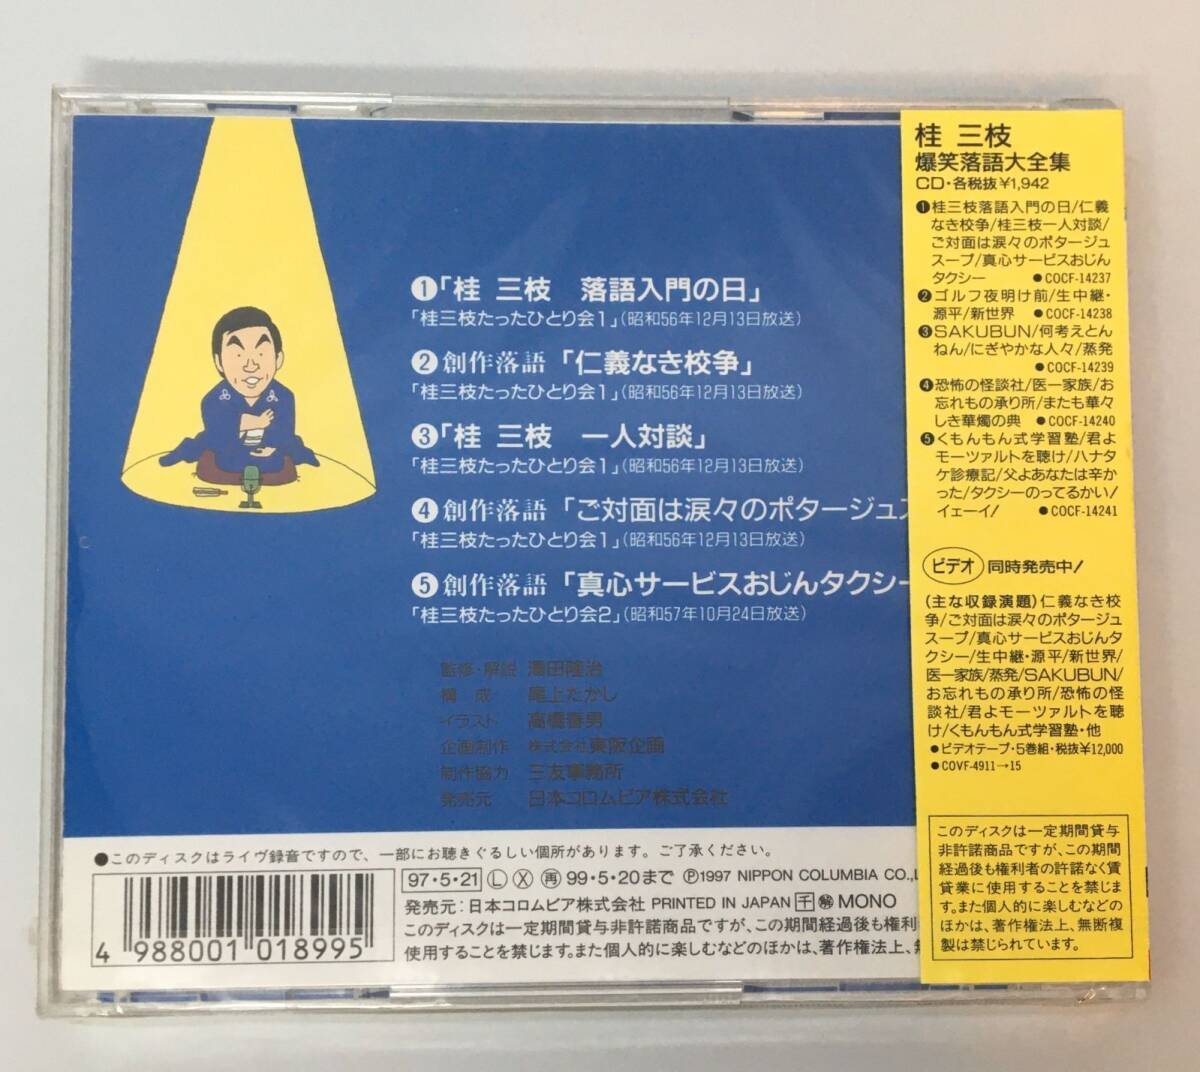 ❶「桂 三枝 落語入門の日」
「桂三枝たったひとり会1」(昭和56年12月13日放送)
❷創作落語「仁義なき校争」
「桂三枝たったひとり会1」(昭和56年12月13日放送)
❸「桂 三枝 一人対談」
「桂三枝たったひとり会1」(昭和56年12月13日放送)
❹創作落語「ご対面は涙々のポタージュス
「桂三枝たったひとり会1」(昭和56年12月13日放送)
❺創作落語「真心サービスおじんタクシー
「桂三枝たったひとり会2」(昭和57年10月24日放送)
監修・解説 澤田隆治
構 成 尾上たかし
イラスト 高橋春男
企画制作 株式会社東阪企画
制作協力 三友事務所
発売元 日本コロムビア株式会社
●このディスクはライヴ録音ですので、一部にお聴きぐるしい個所があります。ご了承ください。
97・5・21 Ⓛ Ⓧ ㊢ 99・5・20まで Ⓟ1997 NIPPON COLUMBIA CO.,L
発売元:日本コロムビア株式会社 PRINTED IN JAPAN 千 MONO
このディスクは一定期間貸与非許諾商品ですが、この期間経過後も権利
使用することを禁じます。また個人的に楽しむなどのほかは、著作権法上、無
4 988001 018995
桂 三枝
爆笑落語大全集
CD・各税抜¥1,942
❶桂三枝落語入門の日/仁義
なき校争/桂三枝一人対談/
ご対面は涙々のポタージュ
スープ/真心サービスおじん
タクシー ●COCF-14237
❷ゴルフ夜明け前/生中継・
源平/新世界 ●COCF-14238
❸SAKUBUN/何考えとん
ねん/にぎやかな人々/蒸発
●COCF-14239
❹恐怖の怪談社/医一家族/お
忘れもの承り所/またも華々
しき華燭の典 ●COCF-14240
❺くもんもん式学習塾/君よ
モーツァルトを聴け/ハナタ
ケ診療記/父よあなたは辛か
った/タクシーのってるかい!
イェーイ! ●COCF-14241
ビデオ 同時発売中!
(主な収録演題)仁義なき校
争/ご対面は涙々のポタージュ
スープ/真心サービスおじんタ
クシー/生中継・源平/新世界/
医一家族/蒸発/SAKUBUN/
お忘れもの承り所/恐怖の怪
談社/君よモーツァルトを聴
け/くもんもん式学習塾・他
●ビデオテープ・5巻組・税抜¥12,000
●COVF-4911→15
このディスクは一定期間貸与
非許諾商品ですが、この期間
経過後も権利者の許諾なく賃
貸業に使用することを禁じま
す。また個人的に楽しむなどの
ほかは、著作権法上、無断複
製は禁じられています。